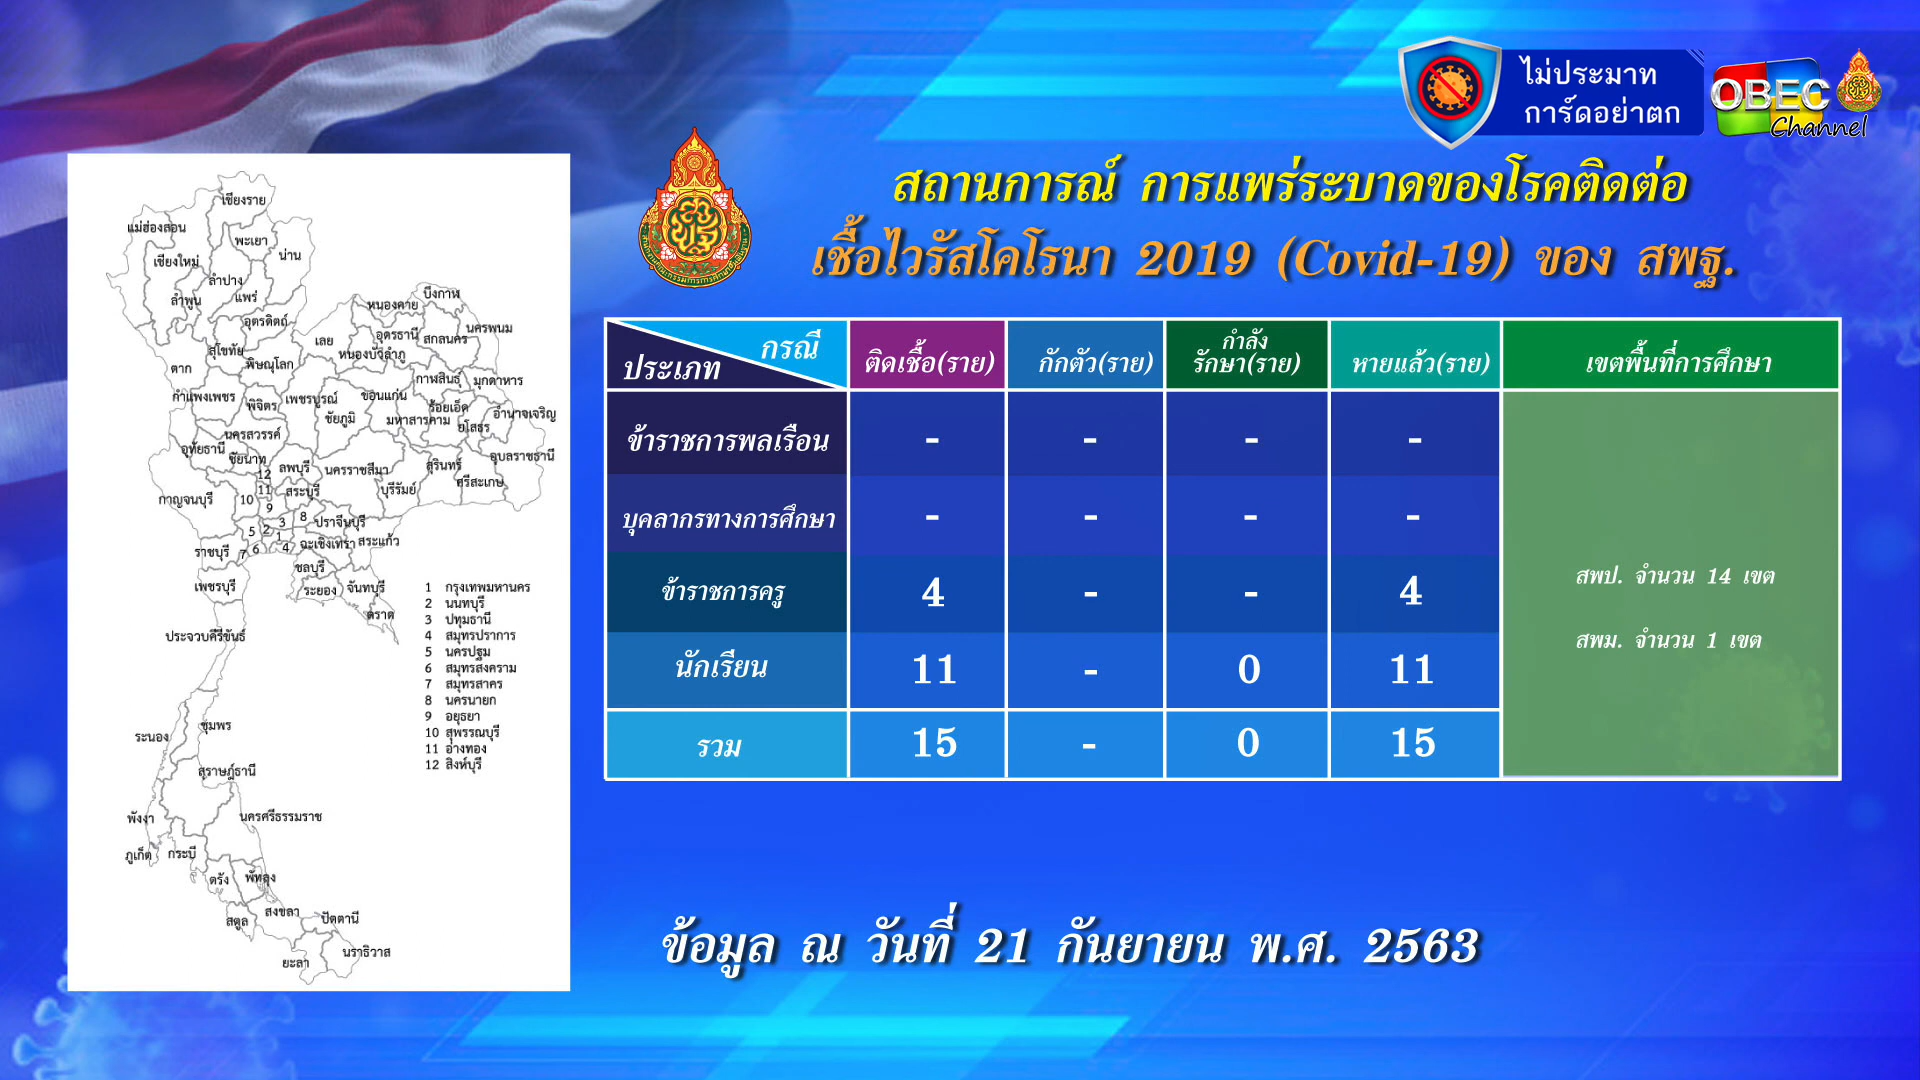 ไม่ประมาท
การ์ดอย่าตก
OBEC
Channel
สถานการณ์ การแพร่ระบาดของโรคติดต่อ
เชื้อไวรัสโคโรนา 2019 (Covid-19) ของ สพฐ.
ประเภท กรณี ติดเชื้อ(ราย) กักตัว(ราย) กำลังรักษา(ราย) หายแล้ว(ราย) เขตพื้นที่การศึกษา
ข้าราชการพลเรือน - - - -
บุคลากรทางการศึกษา - - - -
ข้าราชการครู 4 - - 4
นักเรียน 11 - 0 11
รวม 15 - 0 15
สพป. จำนวน 14 เขต
สพม. จำนวน 1 เขต
ข้อมูล ณ วันที่ 21 กันยายน พ.ศ. 2563
เชียงราย
แม่ฮ่องสอน
พะเยา
น่าน
เชียงใหม่
ลำปาง
ลำพูน
แพร่
บึงกาฬ
หนองคาย
อุตรดิตถ์
นครพนม
อุดรธานี
สกลนคร
เลย
สุโขทัย
หนองบัวลำภู
พิษณุโลก
ตาก
กาฬสินธุ์
มุกดาหาร
กำแพงเพชร
พิจิตร
เพชรบูรณ์
ขอนแก่น
ร้อยเอ็ด
อำนาจเจริญ
ชัยภูมิ
มหาสารคาม
ยโสธร
นครสวรรค์
อุทัยธานี
ชัยนาท
ลพบุรี
นครราชสีมา
สุรินทร์
อุบลราชธานี
12
ศรีสะเกษ
11
สระบุรี
บุรีรัมย์
กาญจนบุรี
10
9
8
3
ปราจีนบุรี
5
2
1
ฉะเชิงเทรา
สระแก้ว
ราชบุรี
7
6
4
ชลบุรี
เพชรบุรี
ระยอง
จันทบุรี
ตราด
ประจวบคีรีขันธ์
1 กรุงเทพมหานคร
2 นนทบุรี
3 ปทุมธานี
4 สมุทรปราการ
5 นครปฐม
6 สมุทรสงคราม
7 สมุทรสาคร
8 นครนายก
9 อยุธยา
10 สุพรรณบุรี
11 อ่างทอง
12 สิงห์บุรี
ชุมพร
ระนอง
สุราษฎ์ธานี
พังงา
นครศรีธรรมราช
ภูเก็ต
กระบี่
ตรัง
พัทลุง
สตูล
สงขลา
ปัตตานี
ยะลา
นราธิวาส